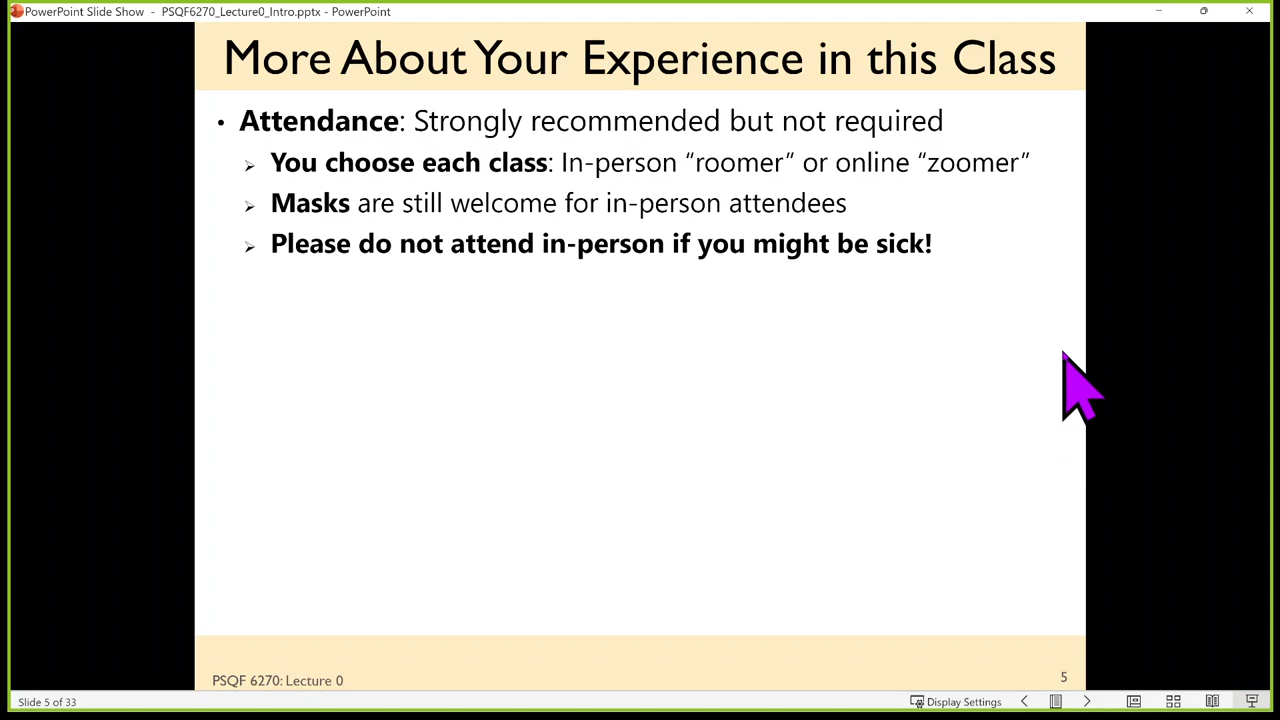 PowerPoint Slide Show - PSQF6270_Lecture0_Intro.pptx - PowerPoint
More About Your Experience in this Class
• Attendance: Strongly recommended but not required
➢ You choose each class: In-person “roomer” or online “zoomer”
➢ Masks are still welcome for in-person attendees
➢ Please do not attend in-person if you might be sick!
PSQF 6270: Lecture 0
5
Slide 5 of 33
Display Settings